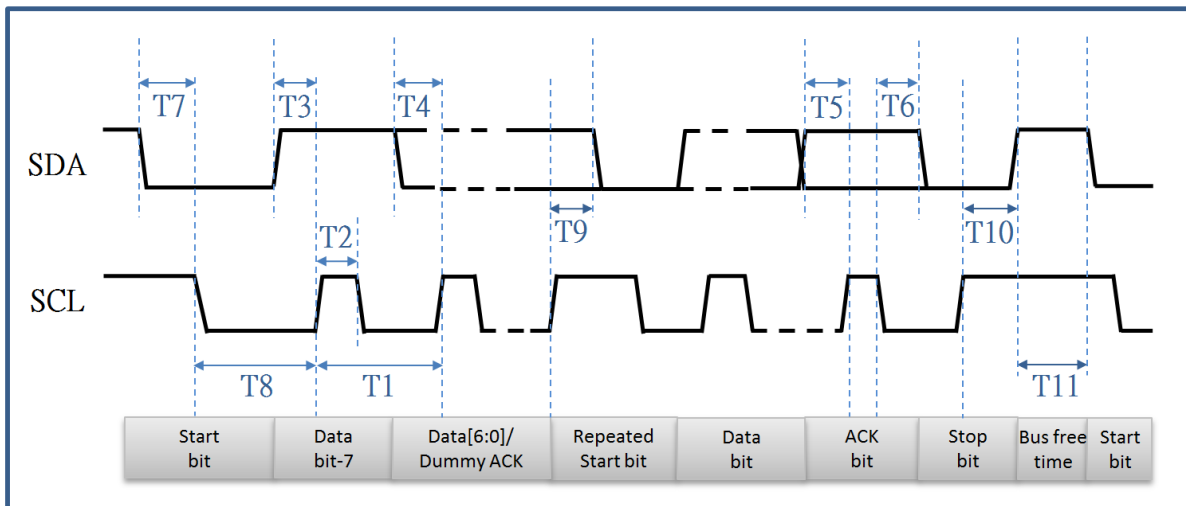 T7
T3
T4
T5
T6
SDA
T9
T10
T2
SCL
T8
T1
T11
Start
bit
Data
bit-7
Data[6:0]/
Dummy ACK
Repeated
Start bit
Data
bit
ACK
bit
Stop
bit
Bus free
time
Start
bit